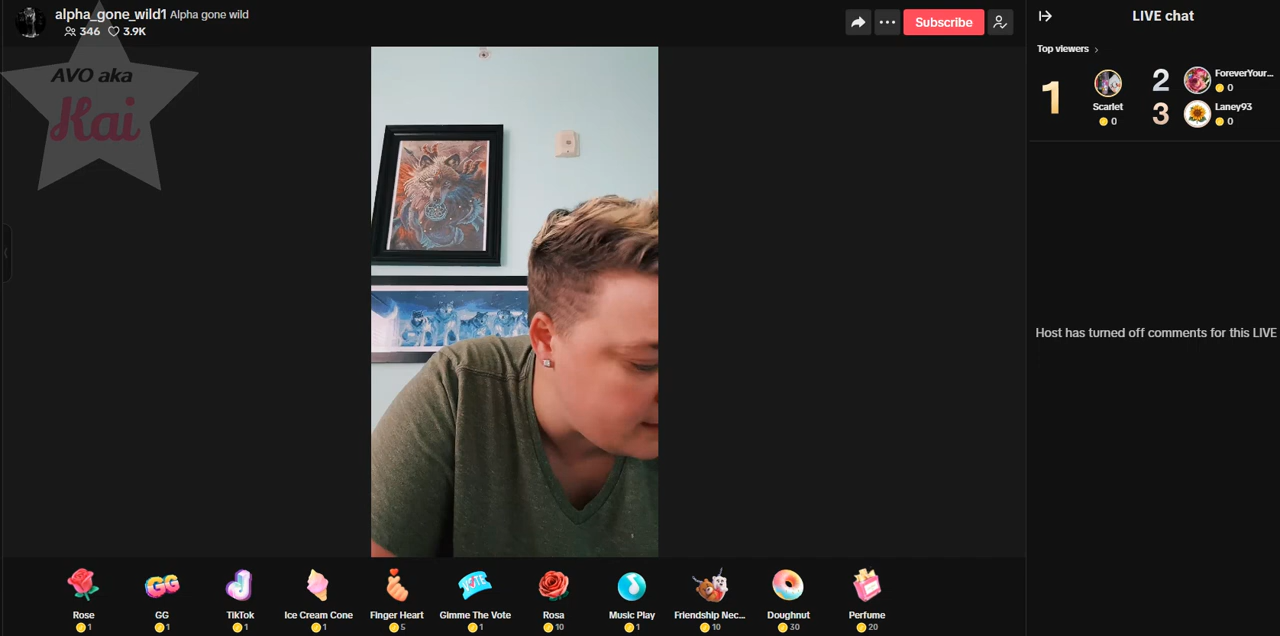 alpha_gone_wild1 Alpha gone wild
346 3.9K
Subscribe
AVO aka
Kai
LIVE chat
Top viewers
1
Scarlet
0
2
ForeverYour...
0
3
Laney93
0
Host has turned off comments for this LIVE
VOTE
Rose
1
GG
GG
1
TikTok
1
Ice Cream Cone
1
Finger Heart
5
Gimme The Vote
1
Rosa
10
Music Play
1
Friendship Nec...
10
Doughnut
30
Perfume
20